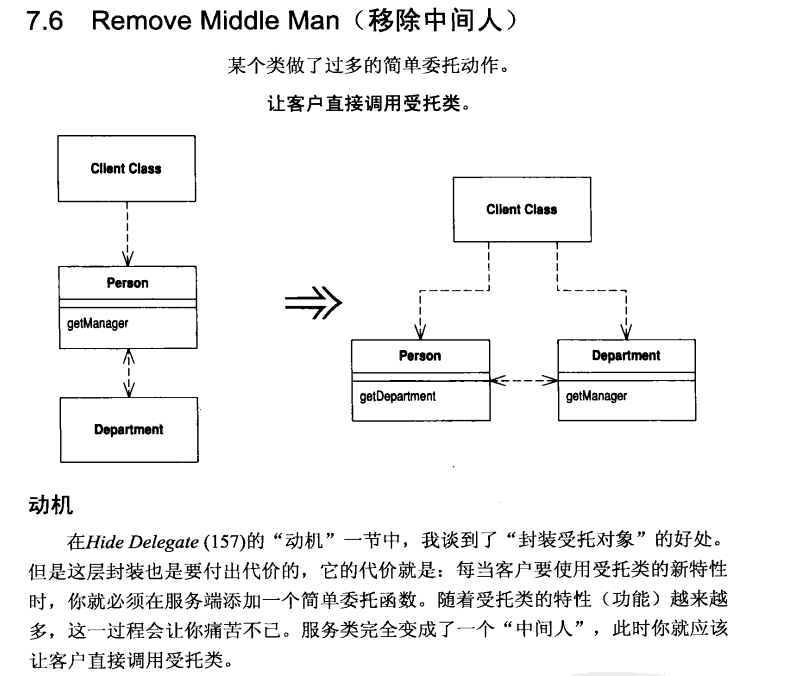 7.6 Remove Middle Man（移除中间人）
某个类做了过多的简单委托动作。
让客户直接调用受托类。
Client Class
Person
getManager
Department
Client Class
Person
getDepartment
Department
getManager
动机
在Hide Delegate (157)的“动机”一节中，我谈到了“封装受托对象”的好处。
但是这层封装也是要付出代价的，它的代价就是：每当客户要使用受托类的新特性
时，你就必须在服务端添加一个简单委托函数。随着受托类的特性（功能）越来越
多，这一过程会让你痛苦不已。服务类完全变成了一个“中间人”，此时你就应该
让客户直接调用受托类。